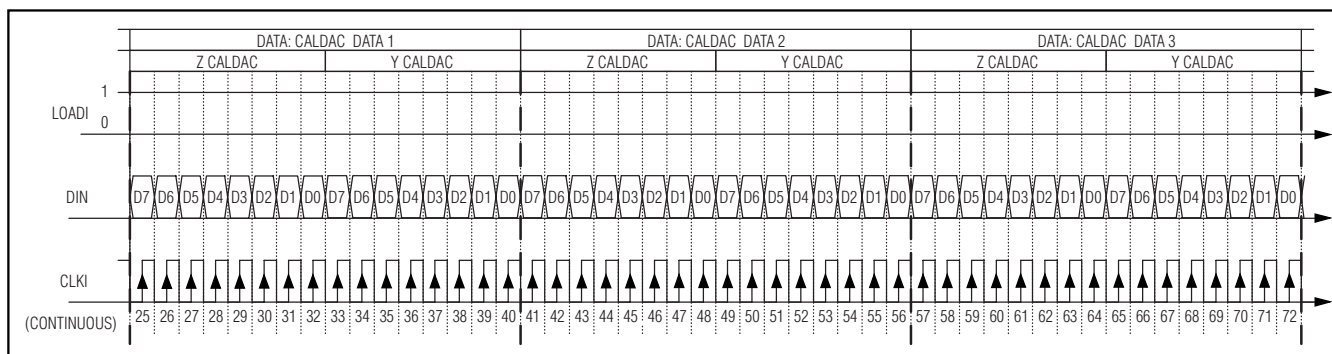 DATA: CALDAC DATA 1 DATA: CALDAC DATA 2 DATA: CALDAC DATA 3
Z CALDAC Y CALDAC Z CALDAC Y CALDAC Z CALDAC Y CALDAC
1
LOADI
0
DIN D7 D6 D5 D4 D3 D2 D1 D0 D7 D6 D5 D4 D3 D2 D1 D0 D7 D6 D5 D4 D3 D2 D1 D0 D7 D6 D5 D4 D3 D2 D1 D0 D7 D6 D5 D4 D3 D2 D1 D0 D7 D6 D5 D4 D3 D2 D1 D0
CLKI
(CONTINUOUS) 25 26 27 28 29 30 31 32 33 34 35 36 37 38 39 40 41 42 43 44 45 46 47 48 49 50 51 52 53 54 55 56 57 58 59 60 61 62 63 64 65 66 67 68 69 70 71 72